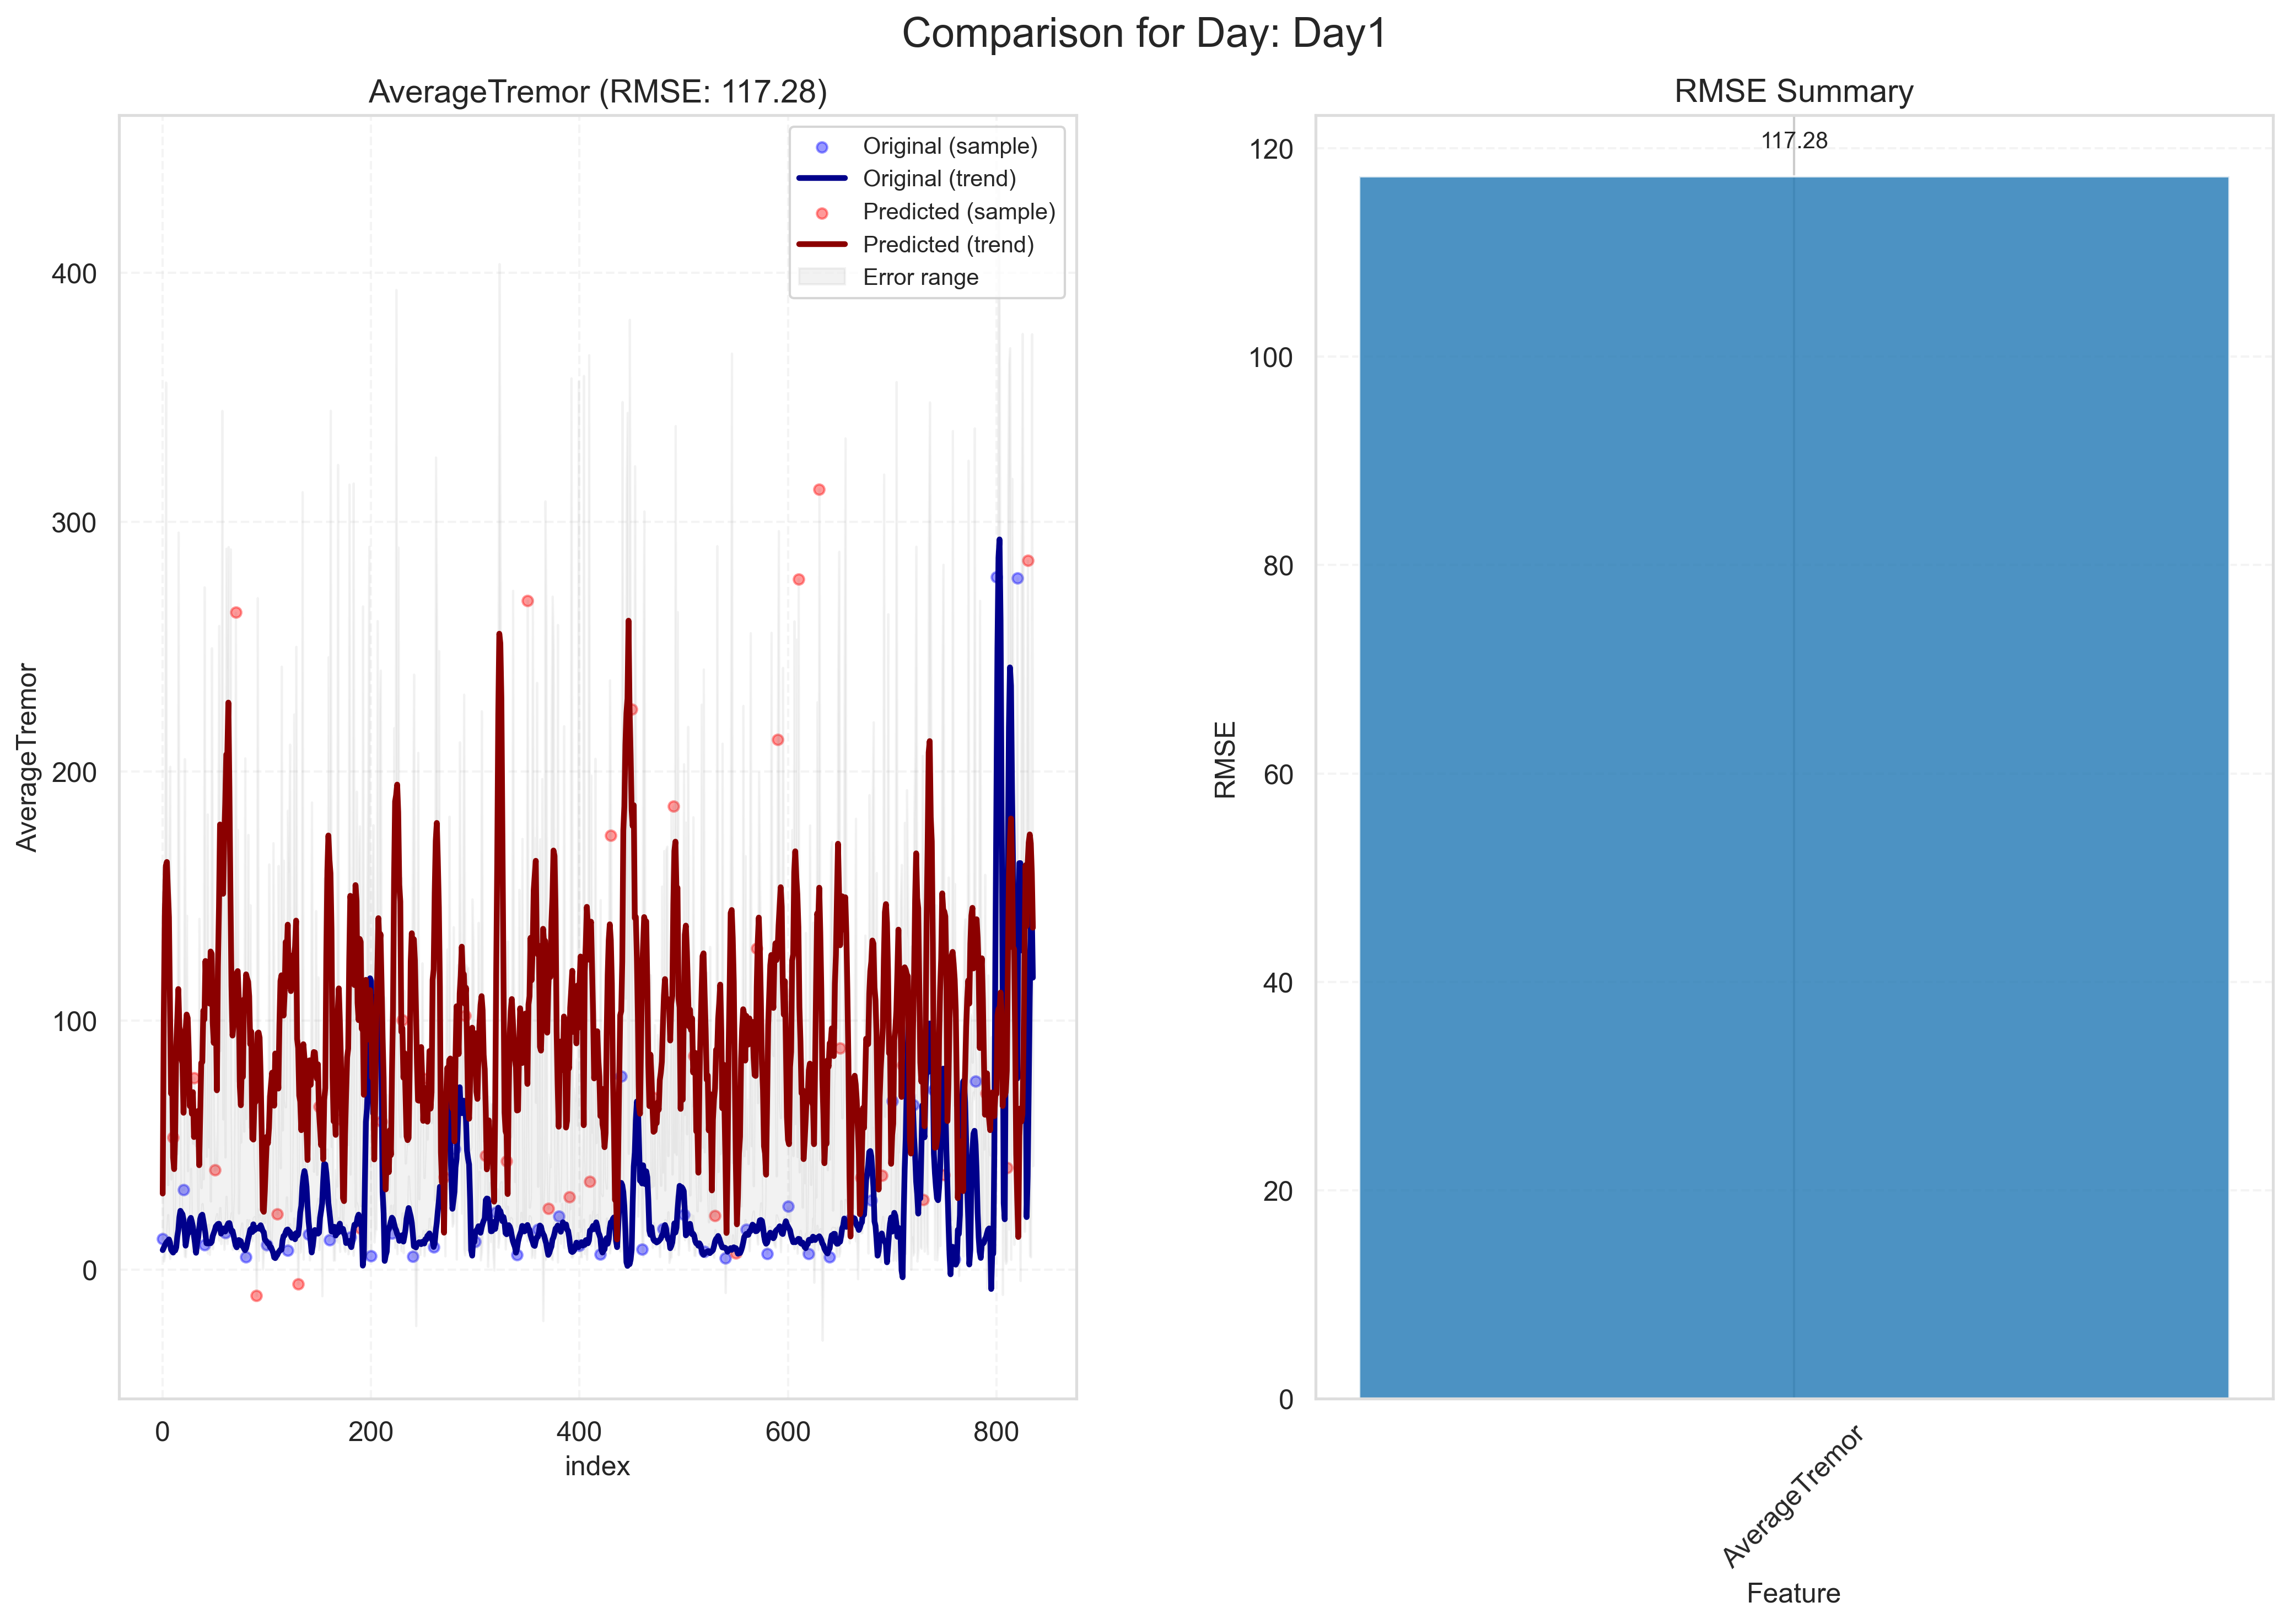 Comparison for Day: Day1
AverageTremor (RMSE: 117.28)
Original (sample)
Original (trend)
Predicted (sample)
Predicted (trend)
Error range
400
300
200
100
0
AverageTremor
0 200 400 600 800
index
RMSE Summary
117.28
120
100
80
60
40
20
0
RMSE
AverageTremor
Feature